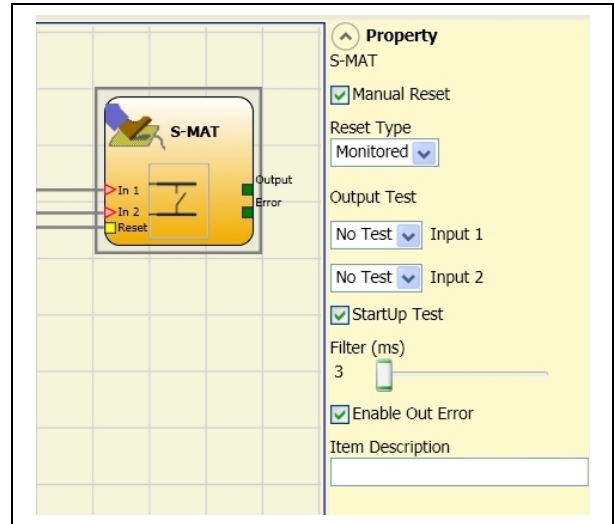 S-MAT
In 1
In 2
Reset
Output
Error
Property
S-MAT
Manual Reset
Reset Type
Monitored
Output Test
No Test Input 1
No Test Input 2
StartUp Test
Filter (ms)
3
Enable Out Error
Item Description